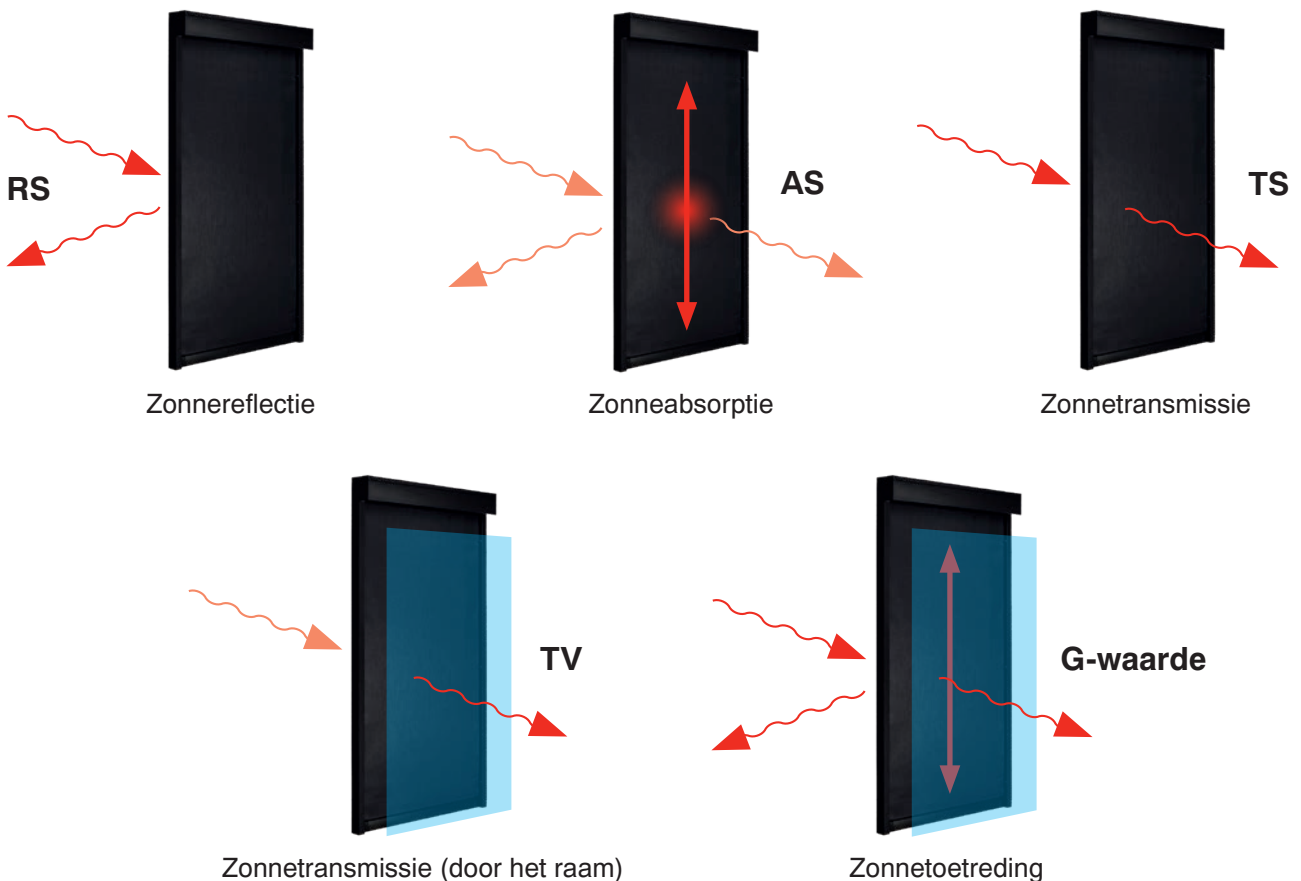 RS
AS
TS
Zonnereflectie
Zonneabsorptie
Zonnetransmissie
TV
G-waarde
Zonnetransmissie (door het raam)
Zonnetoetreding